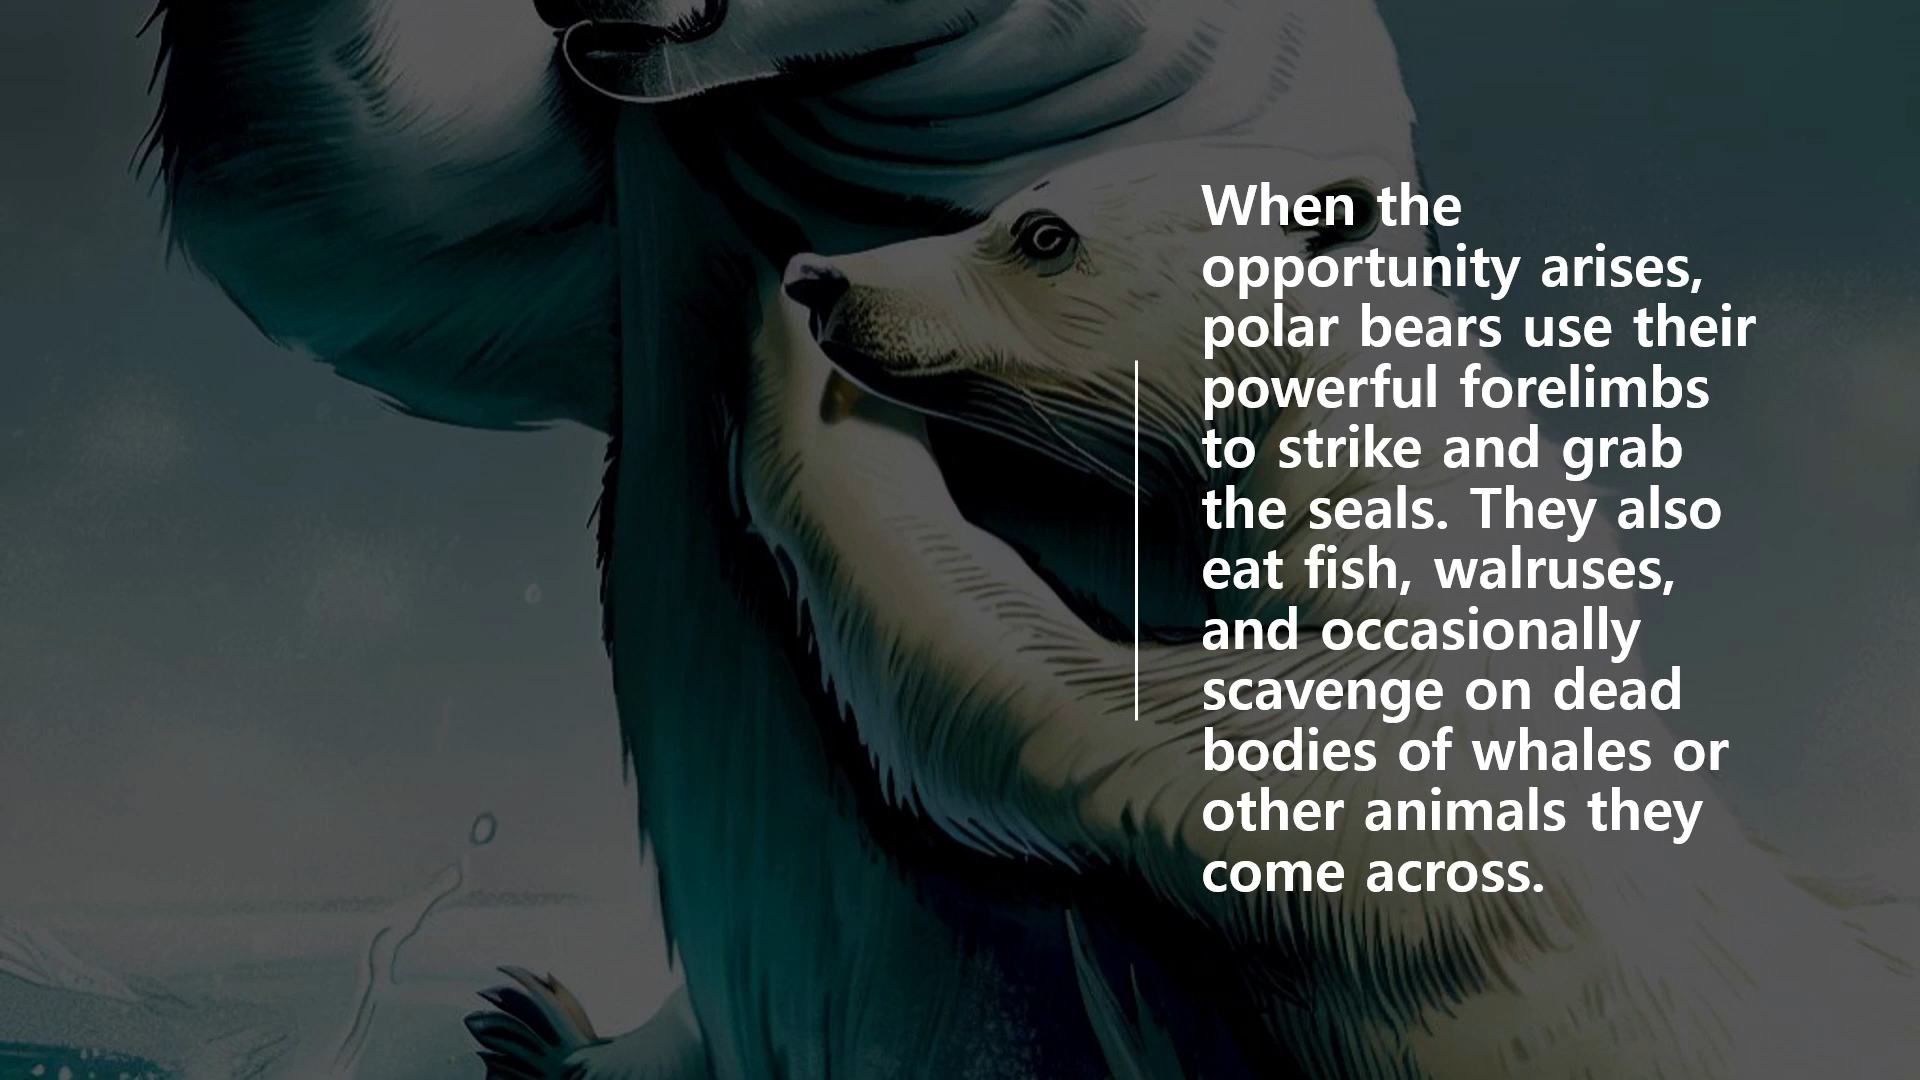 When the
opportunity arises,
polar bears use their
powerful forelimbs
to strike and grab
the seals. They also
eat fish, walruses,
and occasionally
scavenge on dead
bodies of whales or
other animals they
come across.